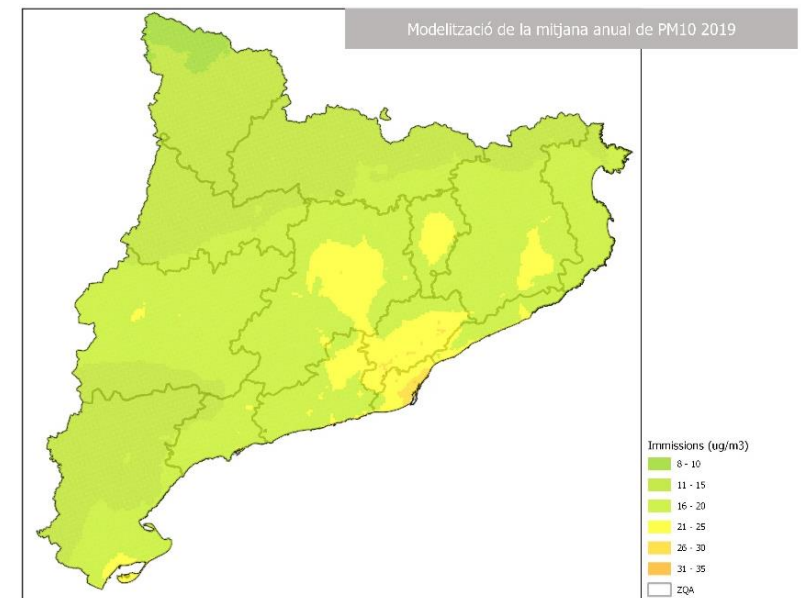 Modelització de la mitjana anual de PM10 2019
Immissions (ug/m3)
8 - 10
11 - 15
16 - 20
21 - 25
26 - 30
31 - 35
ZQA